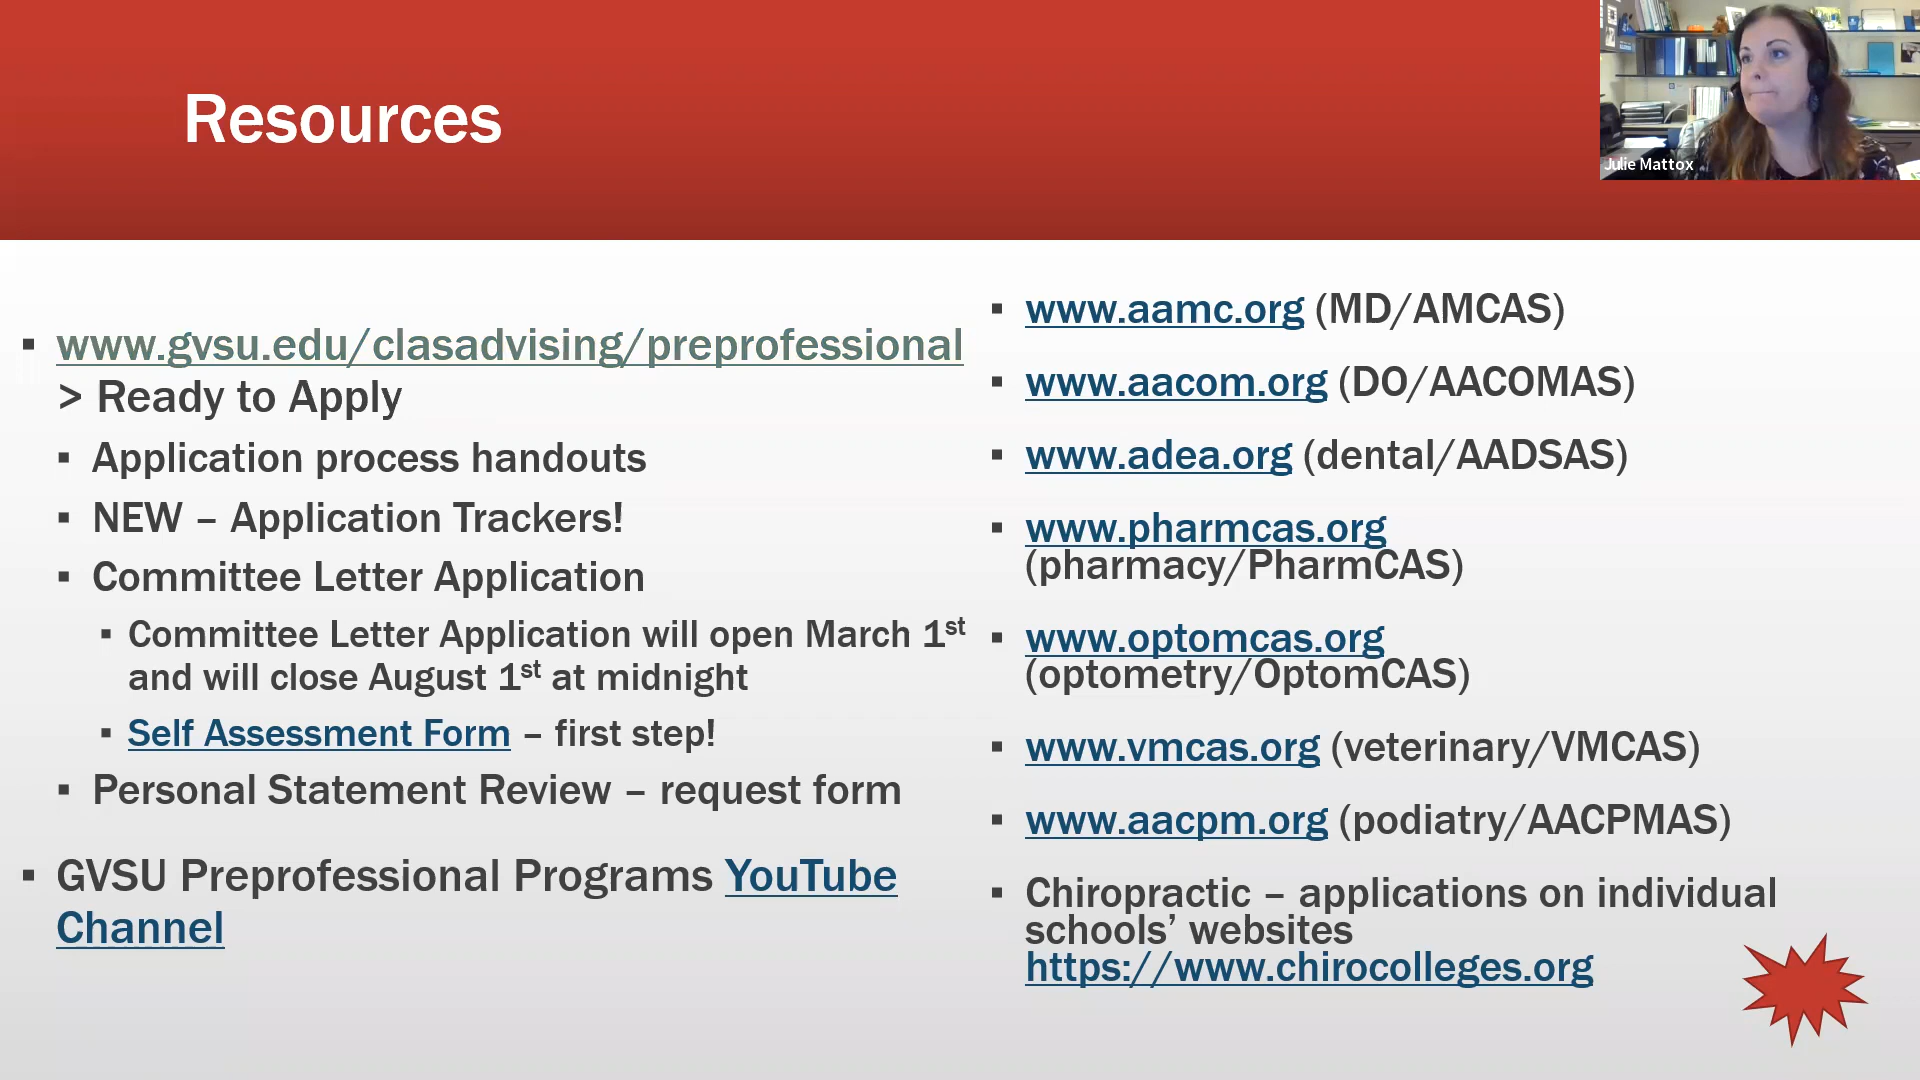 Resources
Julie Mattox
▪ www.gvsu.edu/clasadvising/preprofessional
> Ready to Apply
▪ Application process handouts
▪ NEW – Application Trackers!
▪ Committee Letter Application
▪ Committee Letter Application will open March 1st
and will close August 1st at midnight
▪ Self Assessment Form – first step!
▪ Personal Statement Review – request form
▪ GVSU Preprofessional Programs YouTube
Channel
▪ www.aamc.org (MD/AMCAS)
▪ www.aacom.org (DO/AACOMAS)
▪ www.adea.org (dental/AADSAS)
▪ www.pharmcas.org
(pharmacy/PharmCAS)
▪ www.optomcas.org
(optometry/OptomCAS)
▪ www.vmcas.org (veterinary/VMCAS)
▪ www.aacpm.org (podiatry/AACPMAS)
▪ Chiropractic – applications on individual
schools’ websites
https://www.chirocolleges.org